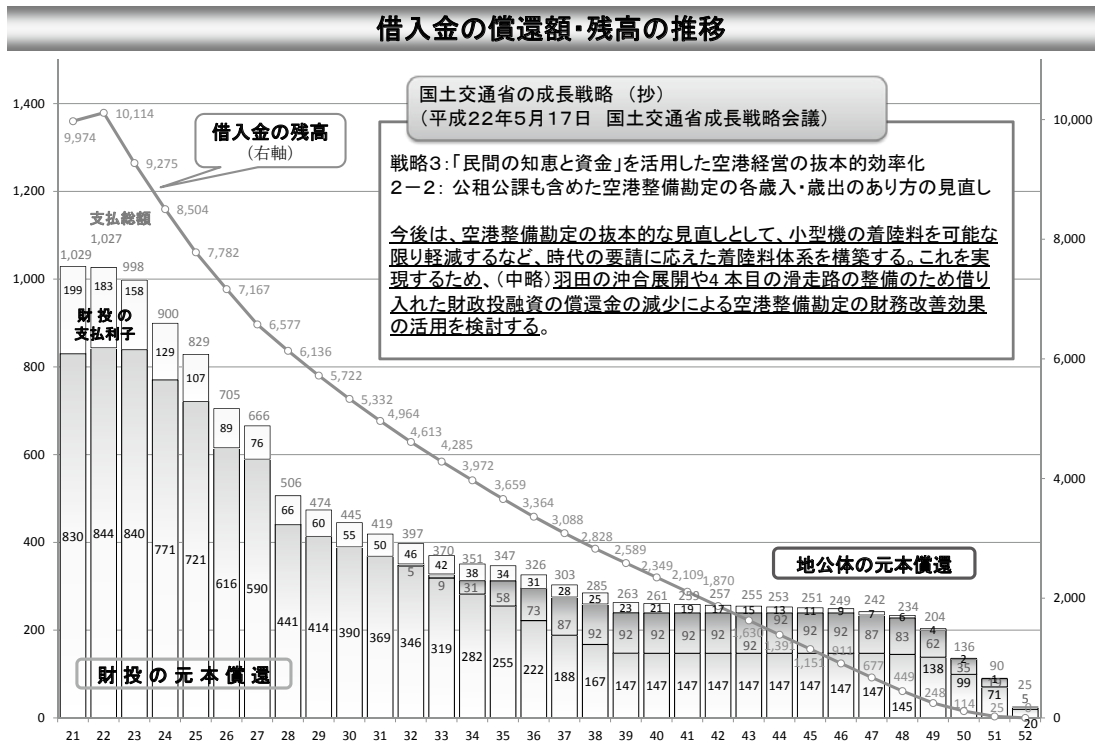 借入金の償還額・残高の推移
国土交通省の成長戦略 (抄)
(平成22年5月17日 国土交通省成長戦略会議)
戦略3:「民間の知恵と資金」を活用した空港経営の抜本的効率化
2-2: 公租公課も含めた空港整備勘定の各歳入・歳出のあり方の見直し
今後は、空港整備勘定の抜本的な見直しとして、小型機の着陸料を可能な
限り軽減するなど、時代の要請に応えた着陸料体系を構築する。これを実
現するため、(中略)羽田の沖合展開や4本目の滑走路の整備のため借り
入れた財政投融資の償還金の減少による空港整備勘定の財務改善効果
の活用を検討する。
借入金の残高
(右軸)
支払総額
財投の
支払利子
財投の元本償還
地公体の元本償還
1,400
1,200
1,000
800
600
400
200
0
10,000
8,000
6,000
4,000
2,000
0
9,974 10,114 9,275 8,504 7,782 7,167 6,577 6,136 5,722 5,332 4,964 4,613 4,285 3,972 3,659 3,364 3,088 2,828 2,589 2,349 2,109 1,870 1,630 1,391 1,151 911 677 449 248 114 25
1,029 1,027 998 900 829 705 666 506 474 445 419 397 370 351 347 326 303 285 263 261 259 257 255 253 251 249 242 234 204 136 90 25
199 183 158 129 107 89 76 66 60 55 50 46 42 38 34 31 28 25 23 21 19 17 15 13 11 9 7 6 4 2 1
5 9 31 58 73 87 92 92 92 92 92 92 92 92 92 87 83 62 35 5
830 844 840 771 721 616 590 441 414 390 369 346 319 282 255 222 188 167 147 147 147 147 147 147 147 147 147 145 138 99 71 20
21 22 23 24 25 26 27 28 29 30 31 32 33 34 35 36 37 38 39 40 41 42 43 44 45 46 47 48 49 50 51 52